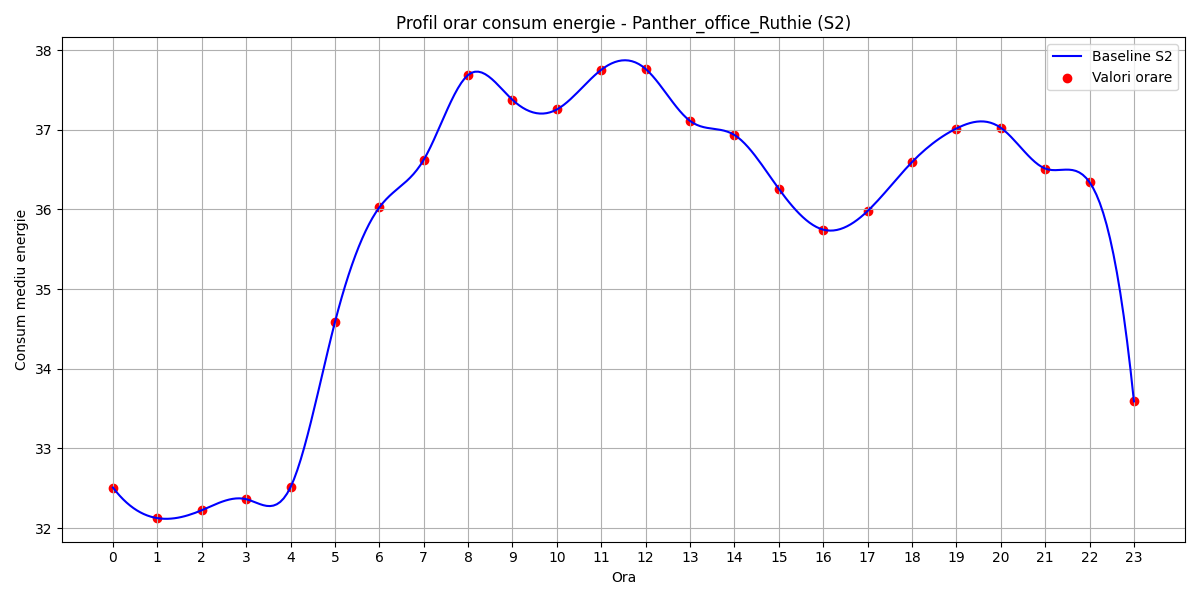 Profil orar consum energie - Panther_office_Ruthie (S2)
Baseline S2
Valori orare
Consum mediu energie
38
37
36
35
34
33
32
0 1 2 3 4 5 6 7 8 9 10 11 12 13 14 15 16 17 18 19 20 21 22 23
Ora